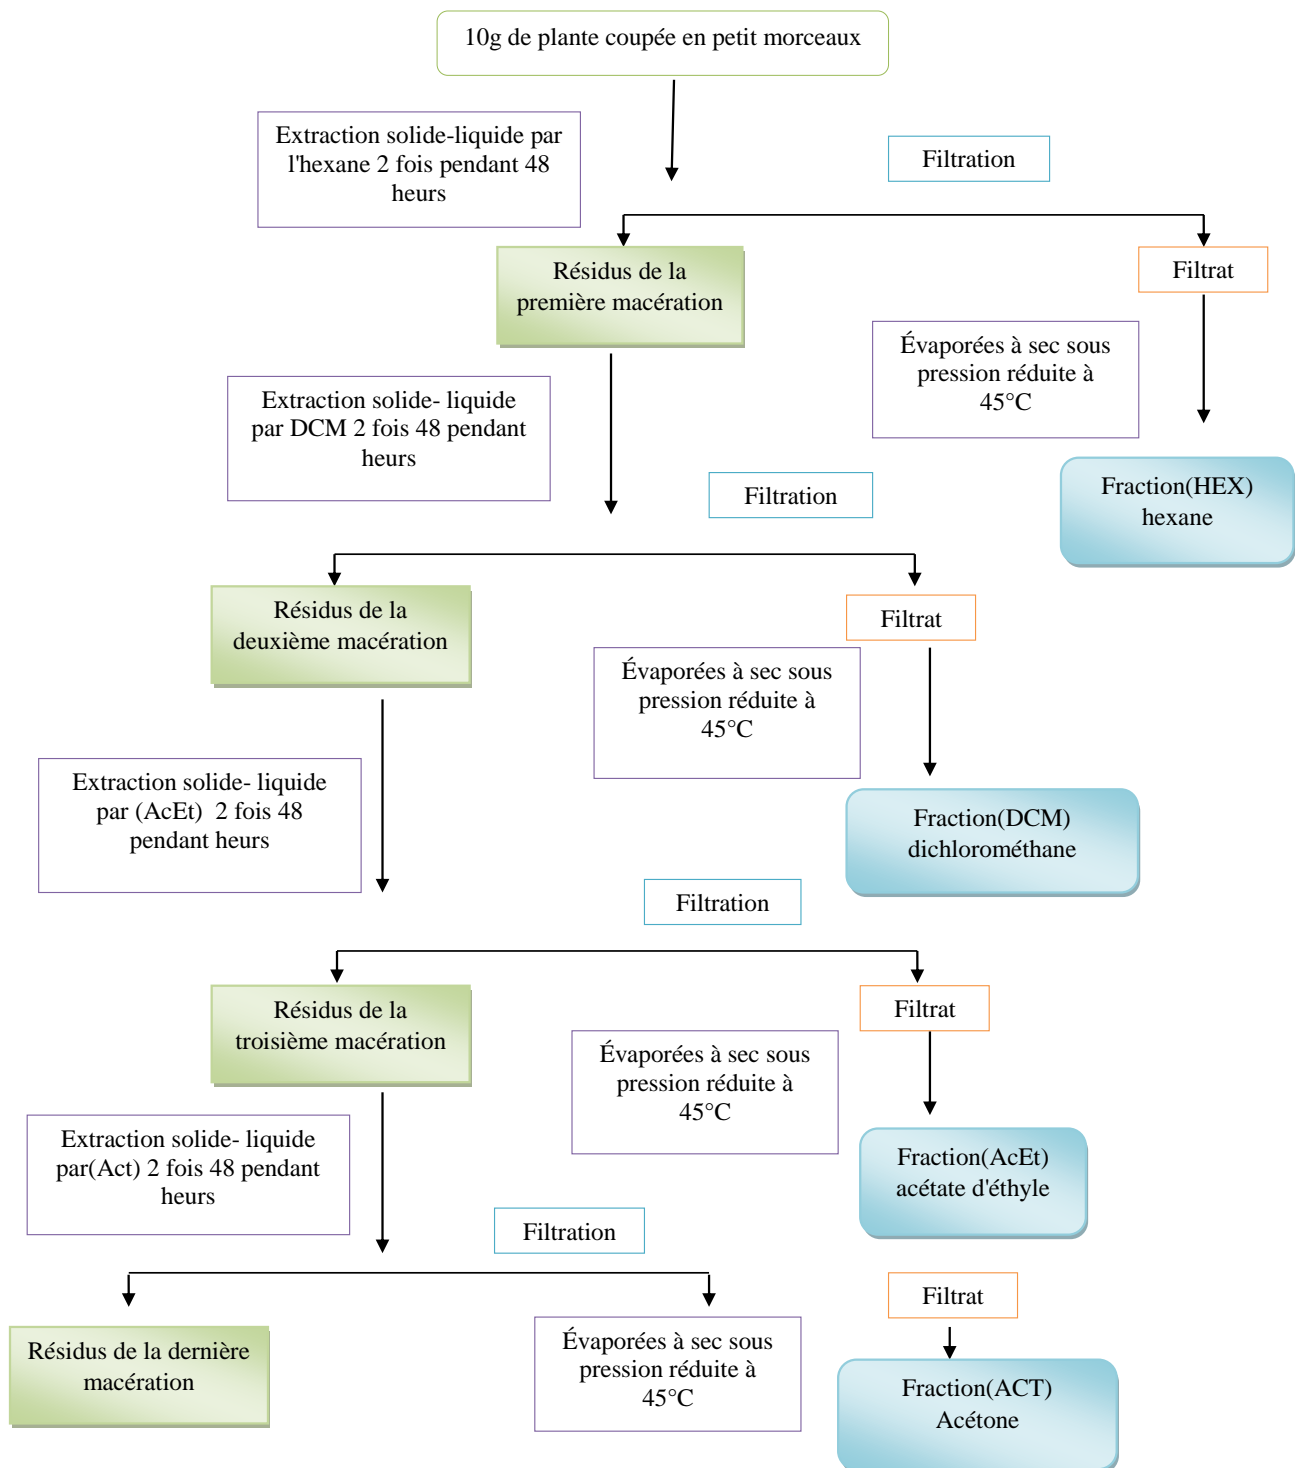 10g de plante coupée en petit morceaux
Extraction solide-liquide par
l'hexane 2 fois pendant 48
heurs
Filtration
Résidus de la
première macération
Filtrat
Évaporées à sec sous
pression réduite à
45°C
Fraction(HEX)
hexane
Extraction solide- liquide
par DCM 2 fois 48 pendant
heurs
Filtration
Résidus de la
deuxième macération
Filtrat
Évaporées à sec sous
pression réduite à
45°C
Fraction(DCM)
dichlorométhane
Extraction solide- liquide
par (AcEt)  2 fois 48
pendant heurs
Filtration
Résidus de la
troisième macération
Filtrat
Évaporées à sec sous
pression réduite à
45°C
Fraction(AcEt)
acétate d'éthyle
Extraction solide- liquide
par(Act) 2 fois 48 pendant
heurs
Filtration
Résidus de la dernière
macération
Évaporées à sec sous
pression réduite à
45°C
Filtrat
Fraction(ACT)
Acétone